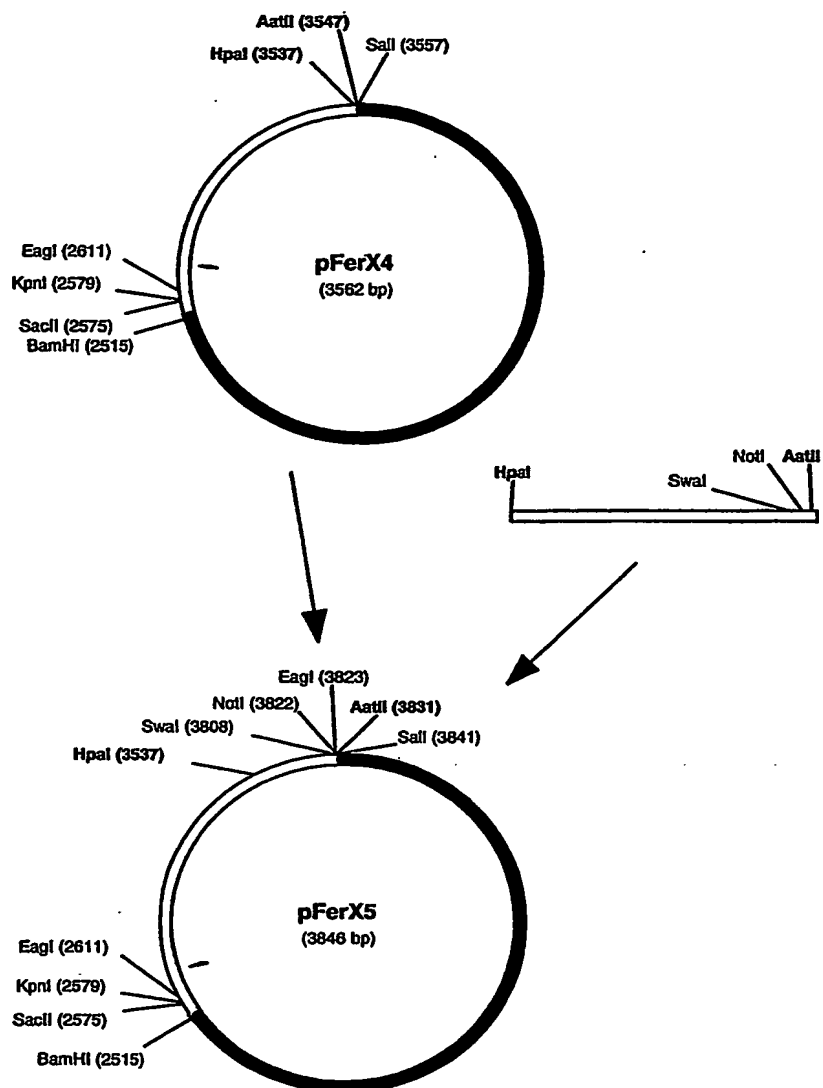 AatII (3547)
HpaI (3537)
SalI (3557)
EagI (2611)
KpnI (2579)
SacII (2575)
BamHI (2515)
pFerX4
(3562 bp)
HpaI
SwaI
NotI
AatII
EagI (3823)
NotI (3822)
AatII (3831)
SwaI (3808)
SalI (3841)
HpaI (3537)
pFerX5
(3846 bp)
EagI (2611)
KpnI (2579)
SacII (2575)
BamHI (2515)